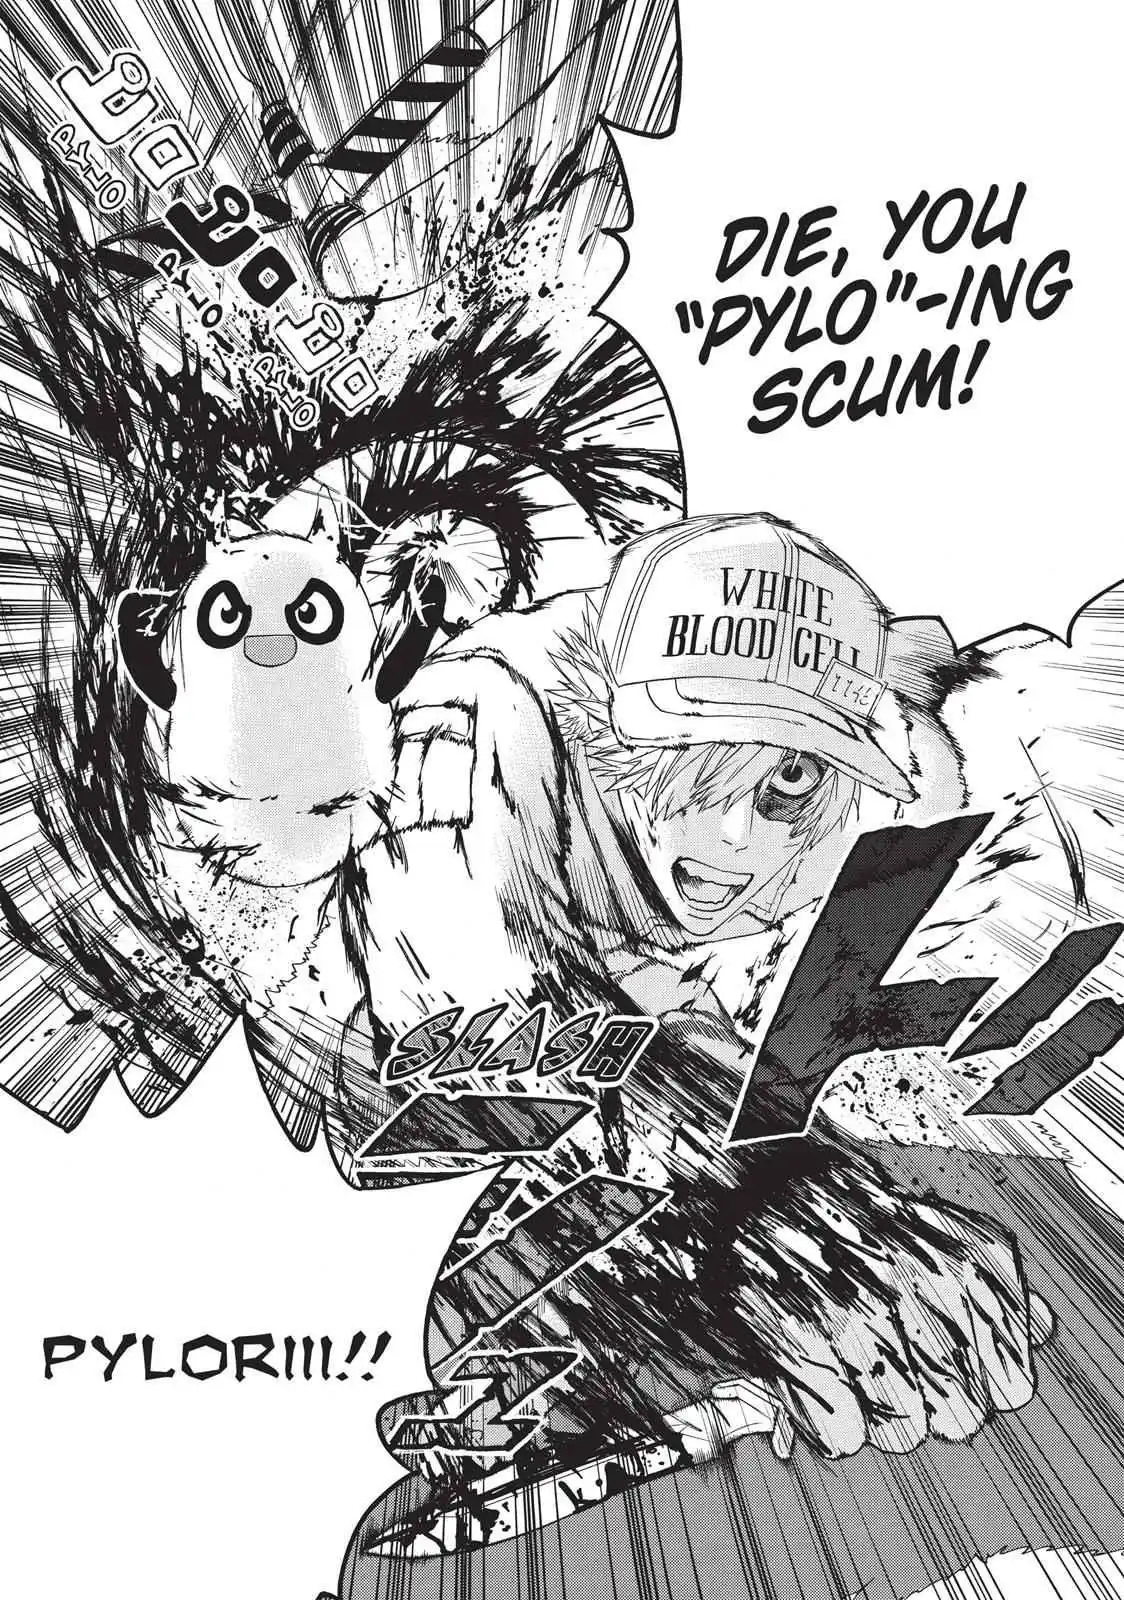 ピロ
PYLO
ピロ
PYLO
ピロ
PYLO
DIE, YOU
"PYLO"-ING
SCUM!
WHITE
BLOOD CELL
SLASH
PYLORIII!!